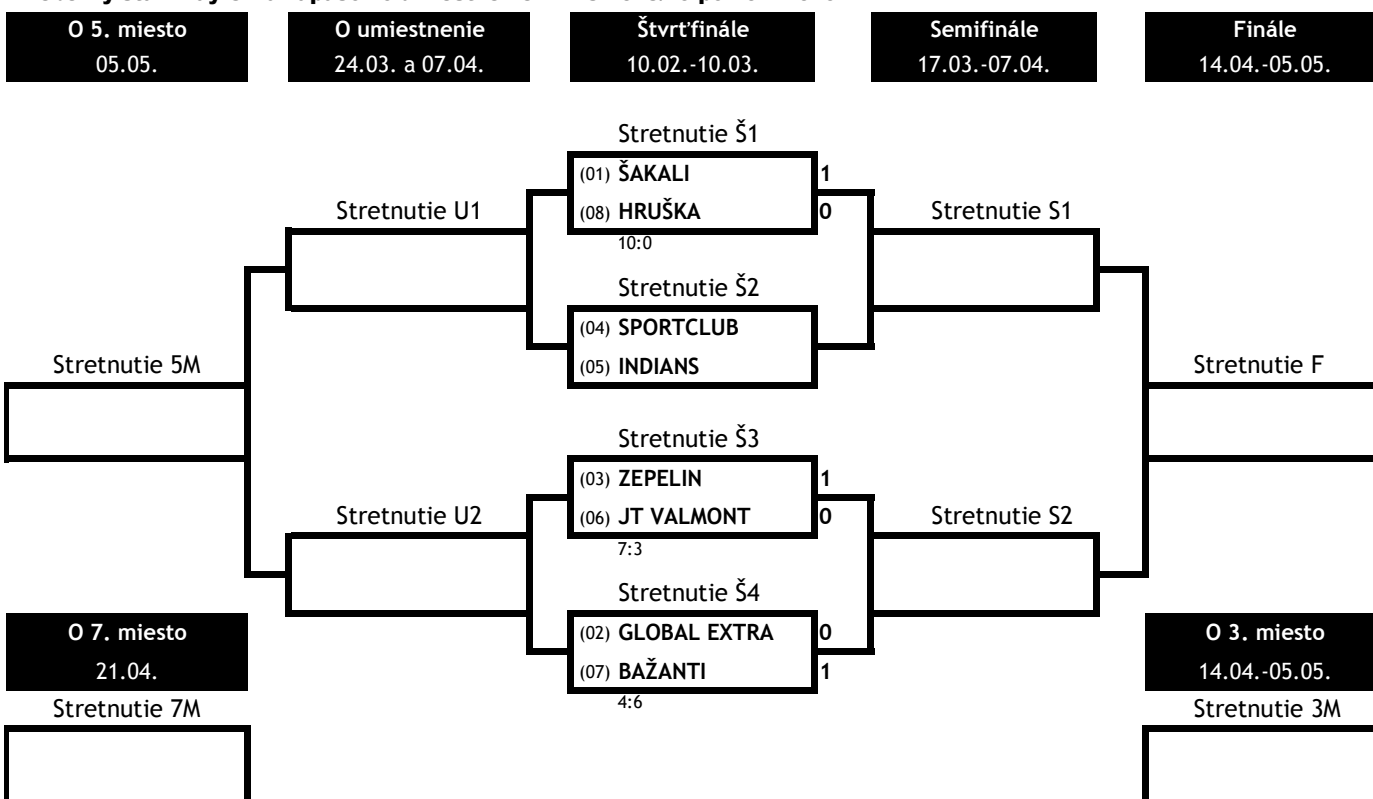 O 5. miesto
05.05.
O umiestnenie
24.03. a 07.04.
Štvrťfinále
10.02.-10.03.
Semifinále
17.03.-07.04.
Finále
14.04.-05.05.
Stretnutie Š1
(01) ŠAKALI 1
(08) HRUŠKA 0
10:0
Stretnutie U1
Stretnutie S1
Stretnutie Š2
(04) SPORTCLUB
(05) INDIANS
Stretnutie 5M
Stretnutie F
Stretnutie Š3
(03) ZEPELIN 1
(06) JT VALMONT 0
7:3
Stretnutie U2
Stretnutie S2
Stretnutie Š4
(02) GLOBAL EXTRA 0
(07) BAŽANTI 1
4:6
O 7. miesto
21.04.
Stretnutie 7M
O 3. miesto
14.04.-05.05.
Stretnutie 3M